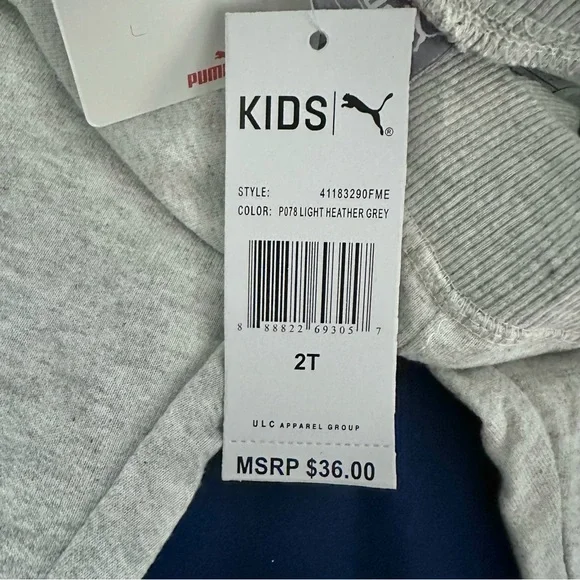 PUMA
KIDS
STYLE: 41183290FME
COLOR: P078 LIGHT HEATHER GREY
8 88822 69305 7
2T
ULC APPAREL GROUP
MSRP $36.00